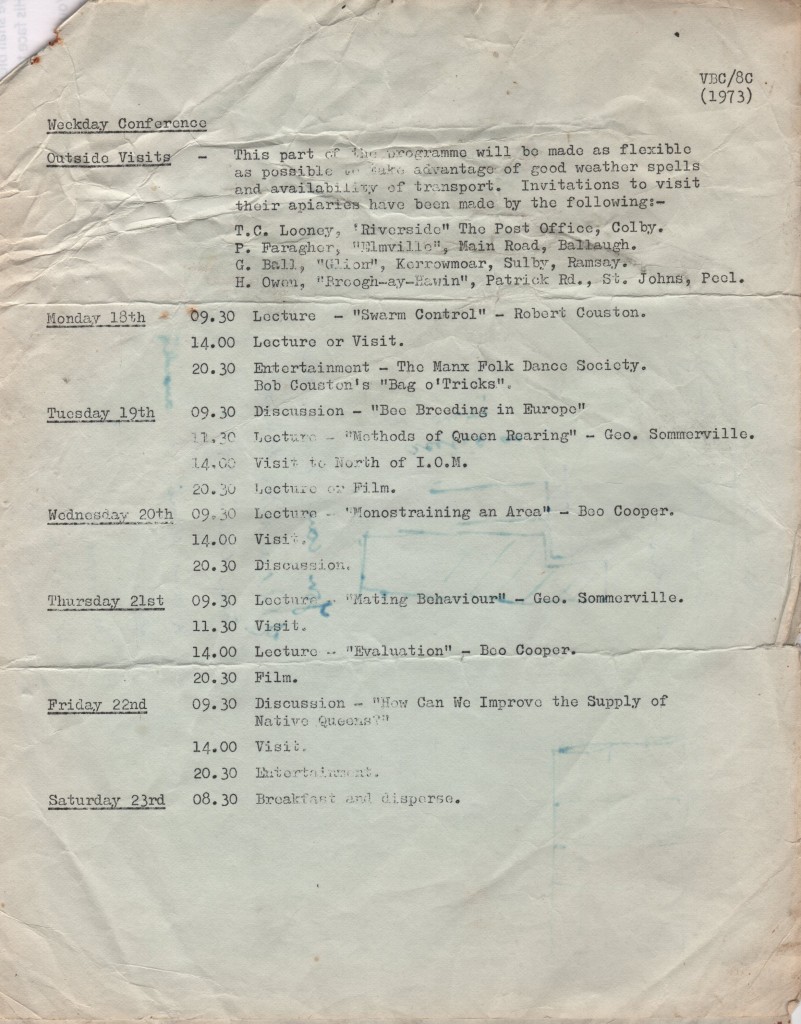 VBC/8C
(1973)
Weekday Conference
Outside Visits - This part of the programme will be made as flexible
as possible to take advantage of good weather spells
and availability of transport. Invitations to visit
their apiaries have been made by the following:-
T.C. Looney, "Riverside" The Post Office, Colby.
P. Faragher, "Elmville", Main Road, Ballaugh.
G. Ball, "Glion", Kerrowmoar, Sulby, Ramsay.
H. Owen, "Broogh-ay-Hawin", Patrick Rd., St. Johns, Peel.
Monday 18th 09.30 Lecture - "Swarm Control" - Robert Couston.
14.00 Lecture or Visit.
20.30 Entertainment - The Manx Folk Dance Society.
Bob Couston's "Bag o'Tricks".
Tuesday 19th 09.30 Discussion - "Bee Breeding in Europe"
11.30 Lecture - "Methods of Queen Rearing" - Geo. Sommerville.
14.00 Visit to North of I.O.M.
20.30 Lecture or Film.
Wednesday 20th 09.30 Lecture - "Monostraining an Area" - Beo Cooper.
14.00 Visit.
20.30 Discussion.
Thursday 21st 09.30 Lecture - "Mating Behaviour" - Geo. Sommerville.
11.30 Visit.
14.00 Lecture - "Evaluation" - Beo Cooper.
20.30 Film.
Friday 22nd 09.30 Discussion - "How Can We Improve the Supply of
Native Queens?"
14.00 Visit.
20.30 Entertainment.
Saturday 23rd 08.30 Breakfast and disperse.